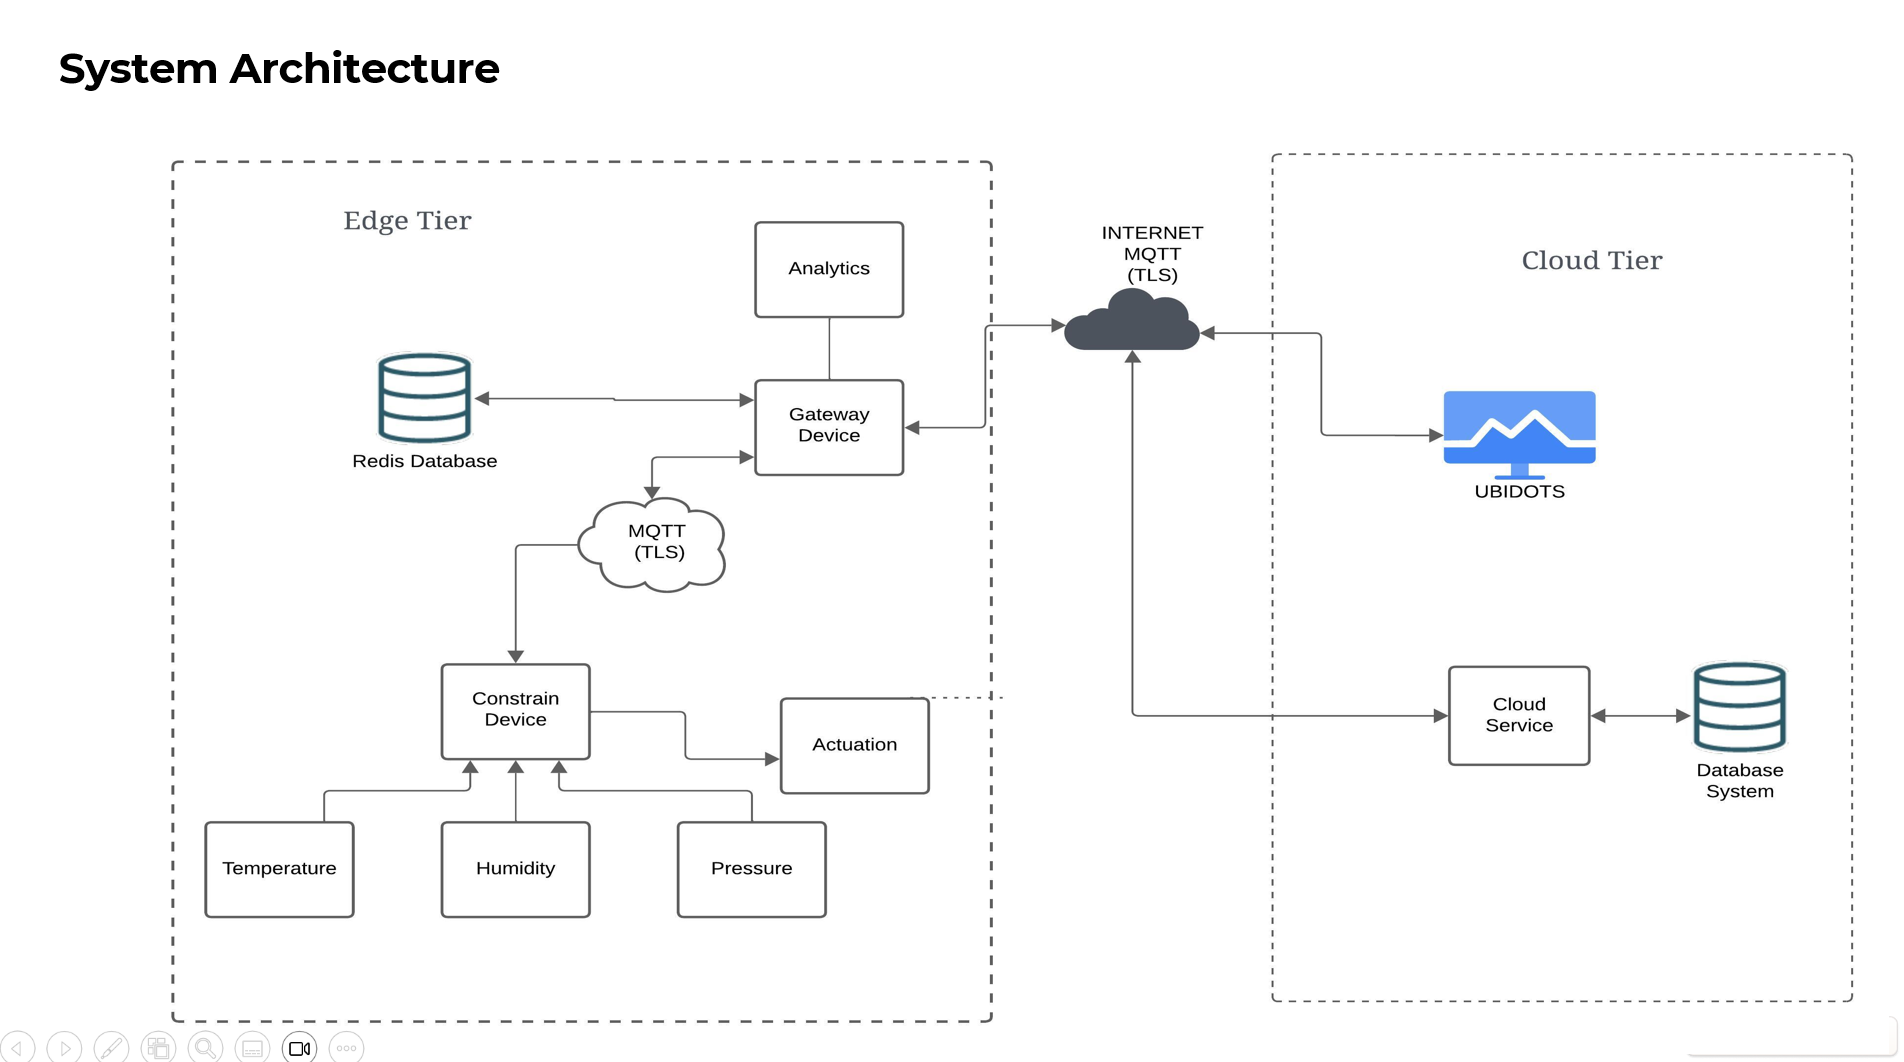 System Architecture
Edge Tier
Analytics
INTERNET
MQTT
(TLS)
Cloud Tier
Redis Database
Gateway
Device
UBIDOTS
MQTT
(TLS)
Constrain
Device
Actuation
Cloud
Service
Database
System
Temperature
Humidity
Pressure